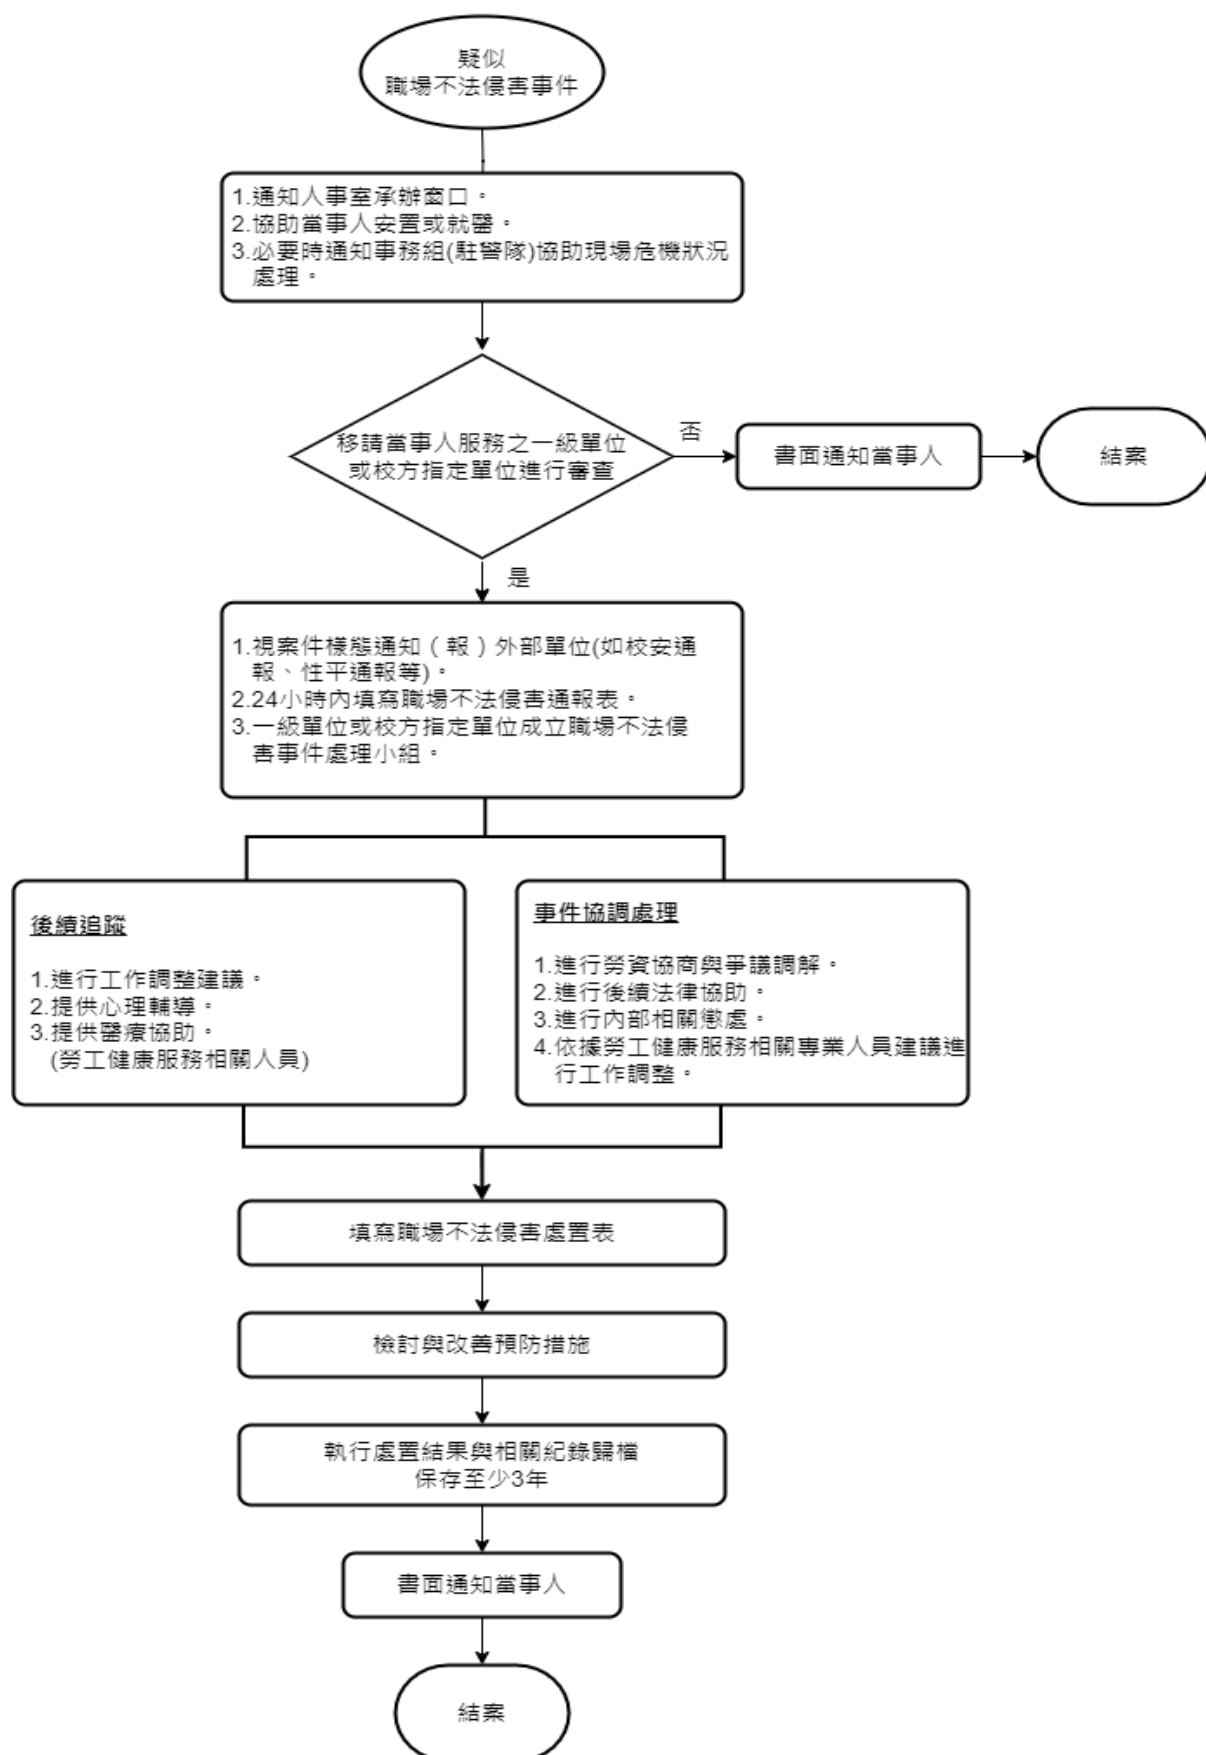 疑似
職場不法侵害事件
1.通知人事室承辦窗口。
2.協助當事人安置或就醫。
3.必要時通知事務組(駐警隊)協助現場危機狀況
處理。
移請當事人服務之一級單位
或校方指定單位進行審查
否
書面通知當事人
結案
是
1.視案件樣態通知（報）外部單位(如校安通
報、性平通報等)。
2.24小時內填寫職場不法侵害通報表。
3.一級單位或校方指定單位成立職場不法侵
害事件處理小組。
後續追蹤
1.進行工作調整建議。
2.提供心理輔導。
3.提供醫療協助。
(勞工健康服務相關人員)
事件協調處理
1.進行勞資協商與爭議調解。
2.進行後續法律協助。
3.進行內部相關懲處。
4.依據勞工健康服務相關專業人員建議進
行工作調整。
填寫職場不法侵害處置表
檢討與改善預防措施
執行處置結果與相關紀錄歸檔
保存至少3年
書面通知當事人
結案